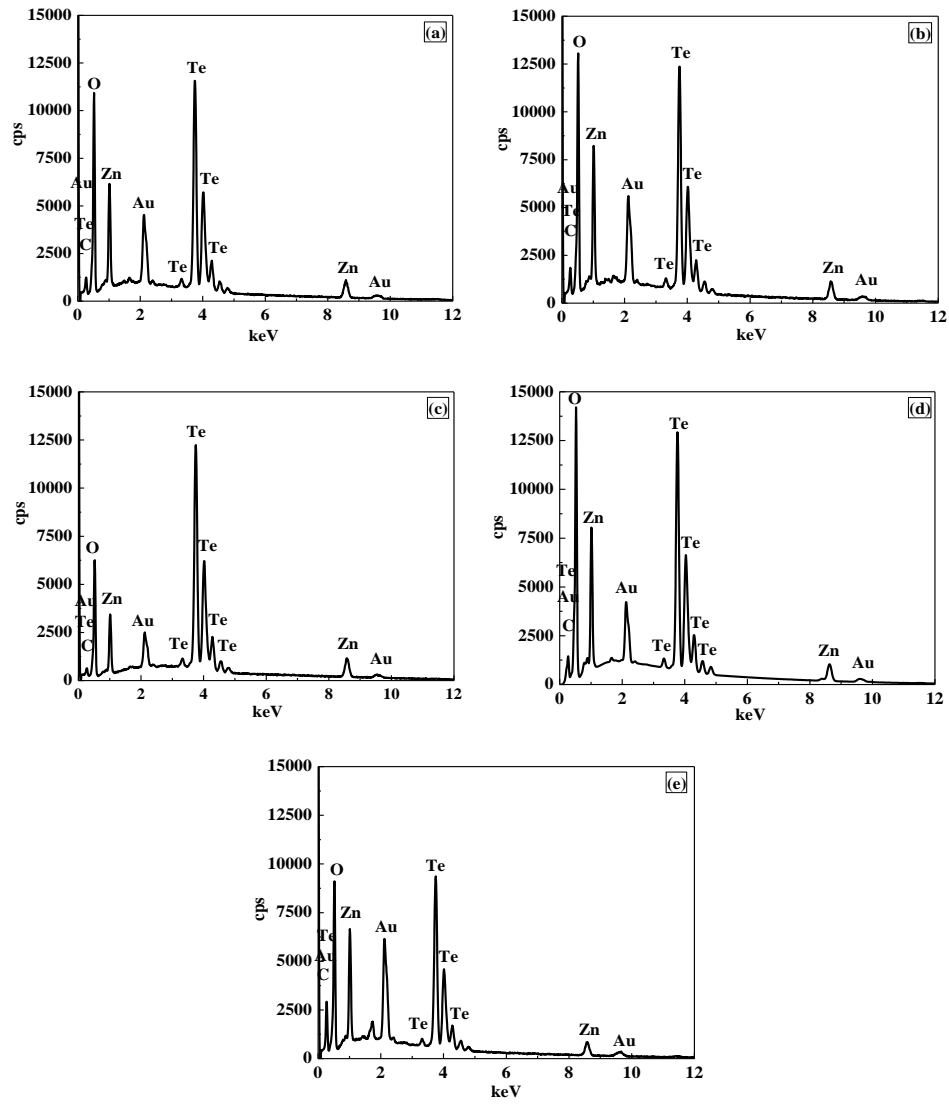 15000 (a)
12500
Te
O
10000
cps
7500
Zn
Au Te
5000 Au
Te
C
2500 Te
Te Zn
Au
0
0 2 4 6 8 10 12
keV
15000 (b)
O
12500 Te
10000
cps
Zn
7500
Au Te
5000 Au
Te
C
2500 Te
Te Zn
Au
0
0 2 4 6 8 10 12
keV
15000 (c)
12500 Te
10000
cps
7500
O Te
5000
Au Zn
Te Au Te
2500
C Te Te Zn
Au
0
0 2 4 6 8 10 12
keV
15000 O (d)
Te
12500
10000
cps
Zn
7500 Te
Te
5000 Au
Au
C Te
2500
Te Te Zn
Au
0
0 2 4 6 8 10 12
keV
15000 (e)
12500
10000
Te
O
cps
7500
Zn
Te Au
Au
5000 Te
C
2500 Te
Te Zn
Au
0
0 2 4 6 8 10 12
keV